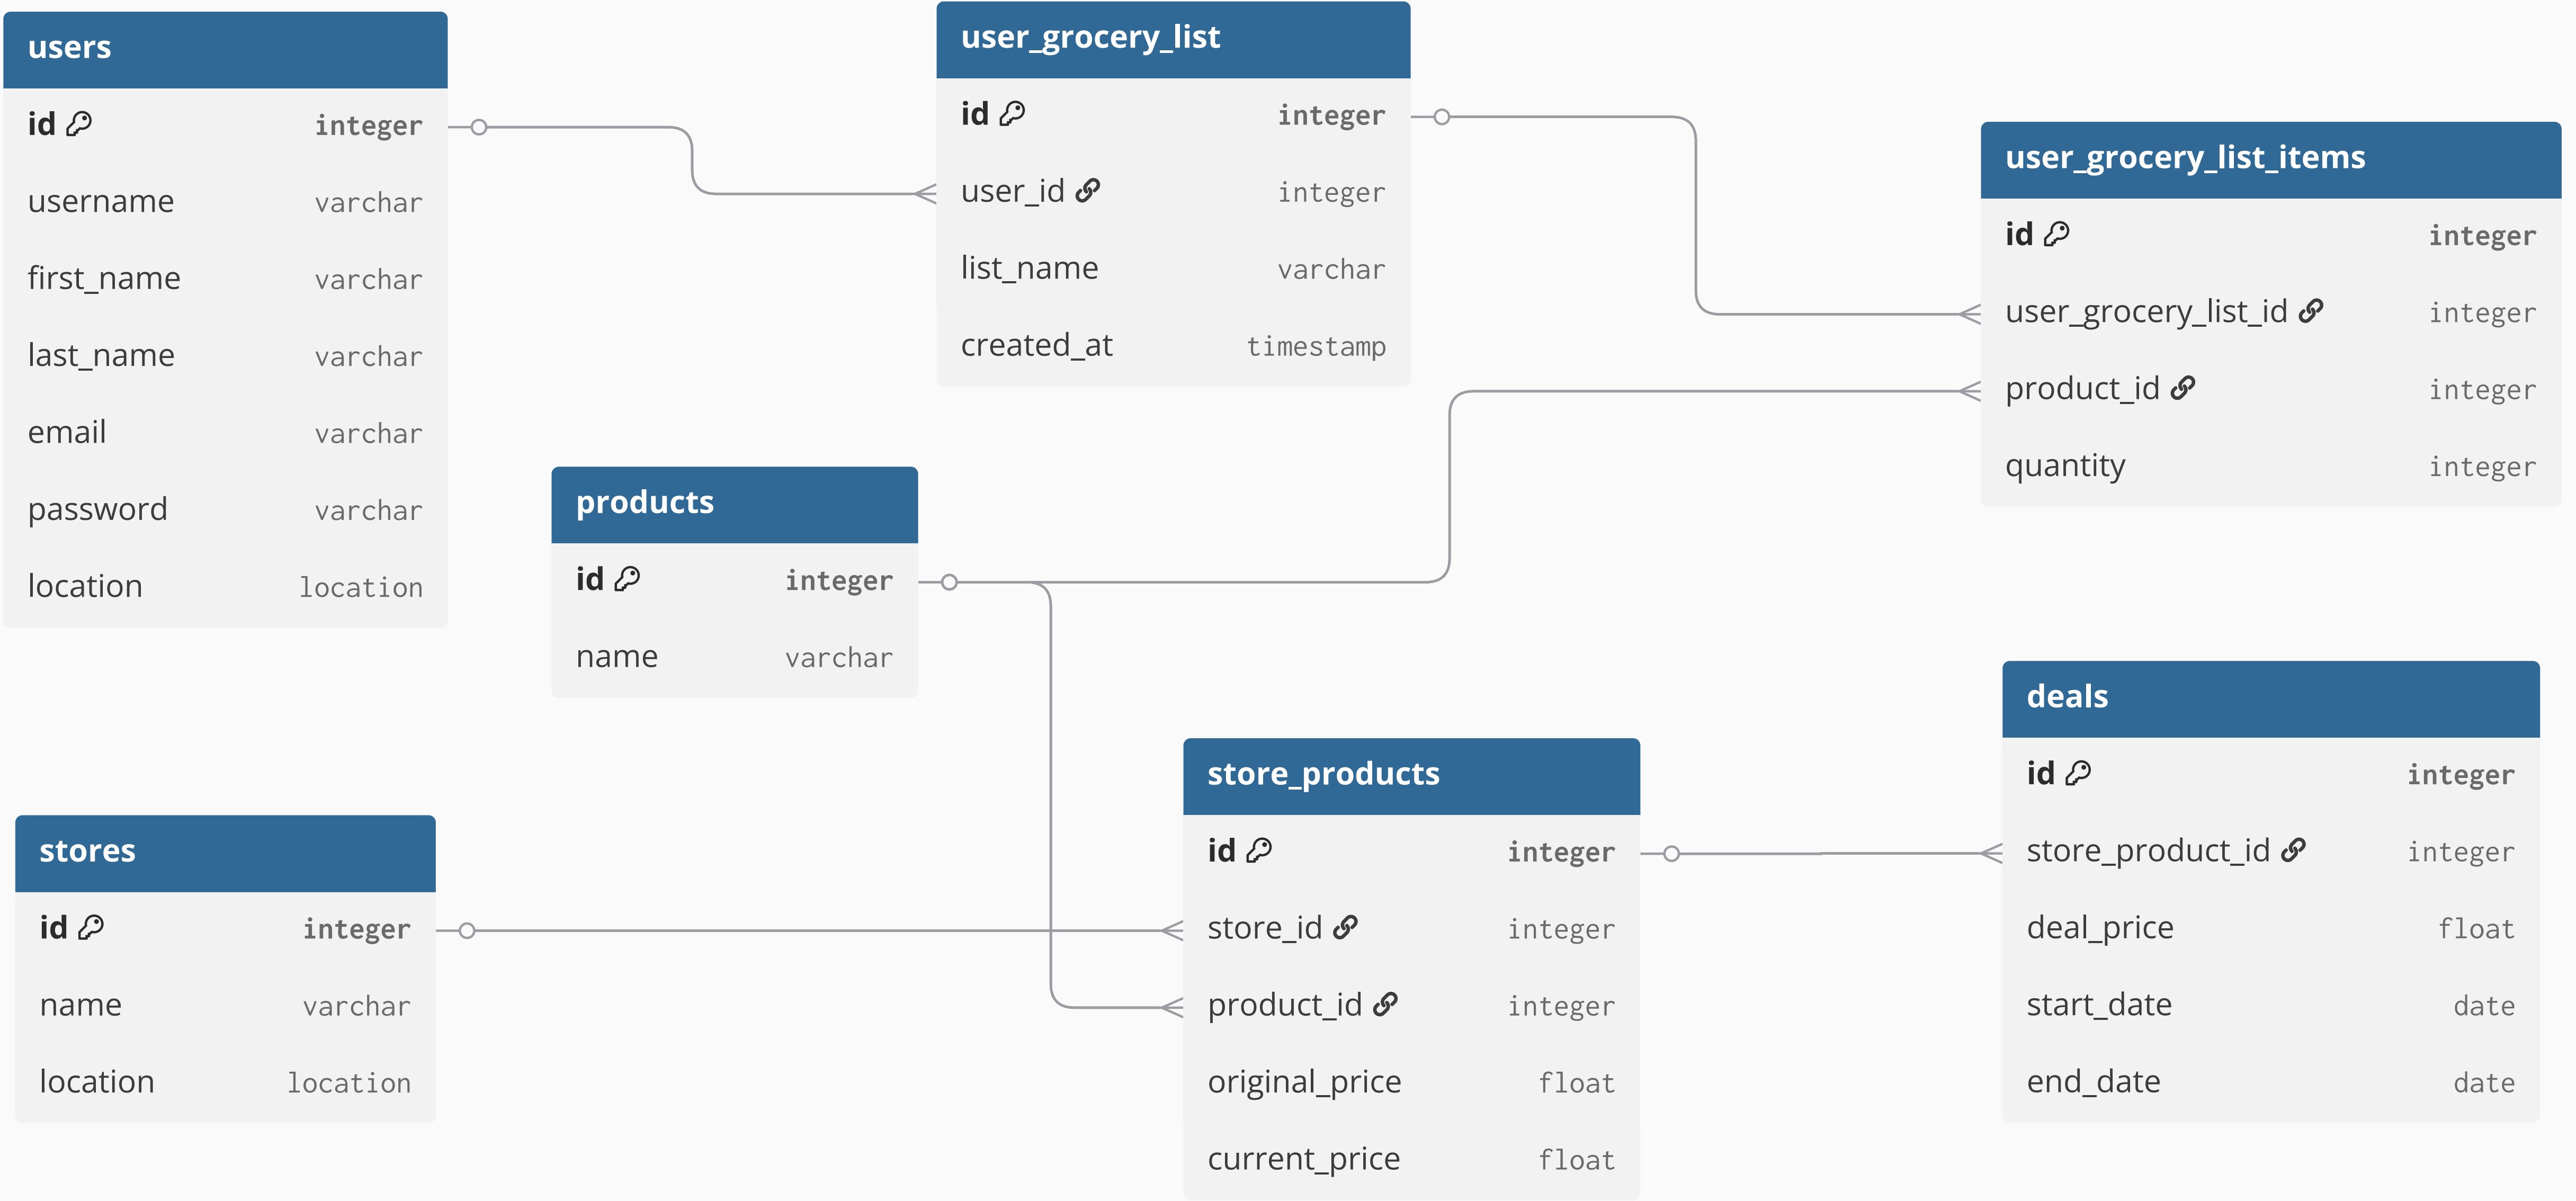 users
id integer
username varchar
first_name varchar
last_name varchar
email varchar
password varchar
location location
user_grocery_list
id integer
user_id integer
list_name varchar
created_at timestamp
user_grocery_list_items
id integer
user_grocery_list_id integer
product_id integer
quantity integer
products
id integer
name varchar
stores
id integer
name varchar
location location
store_products
id integer
store_id integer
product_id integer
original_price float
current_price float
deals
id integer
store_product_id integer
deal_price float
start_date date
end_date date